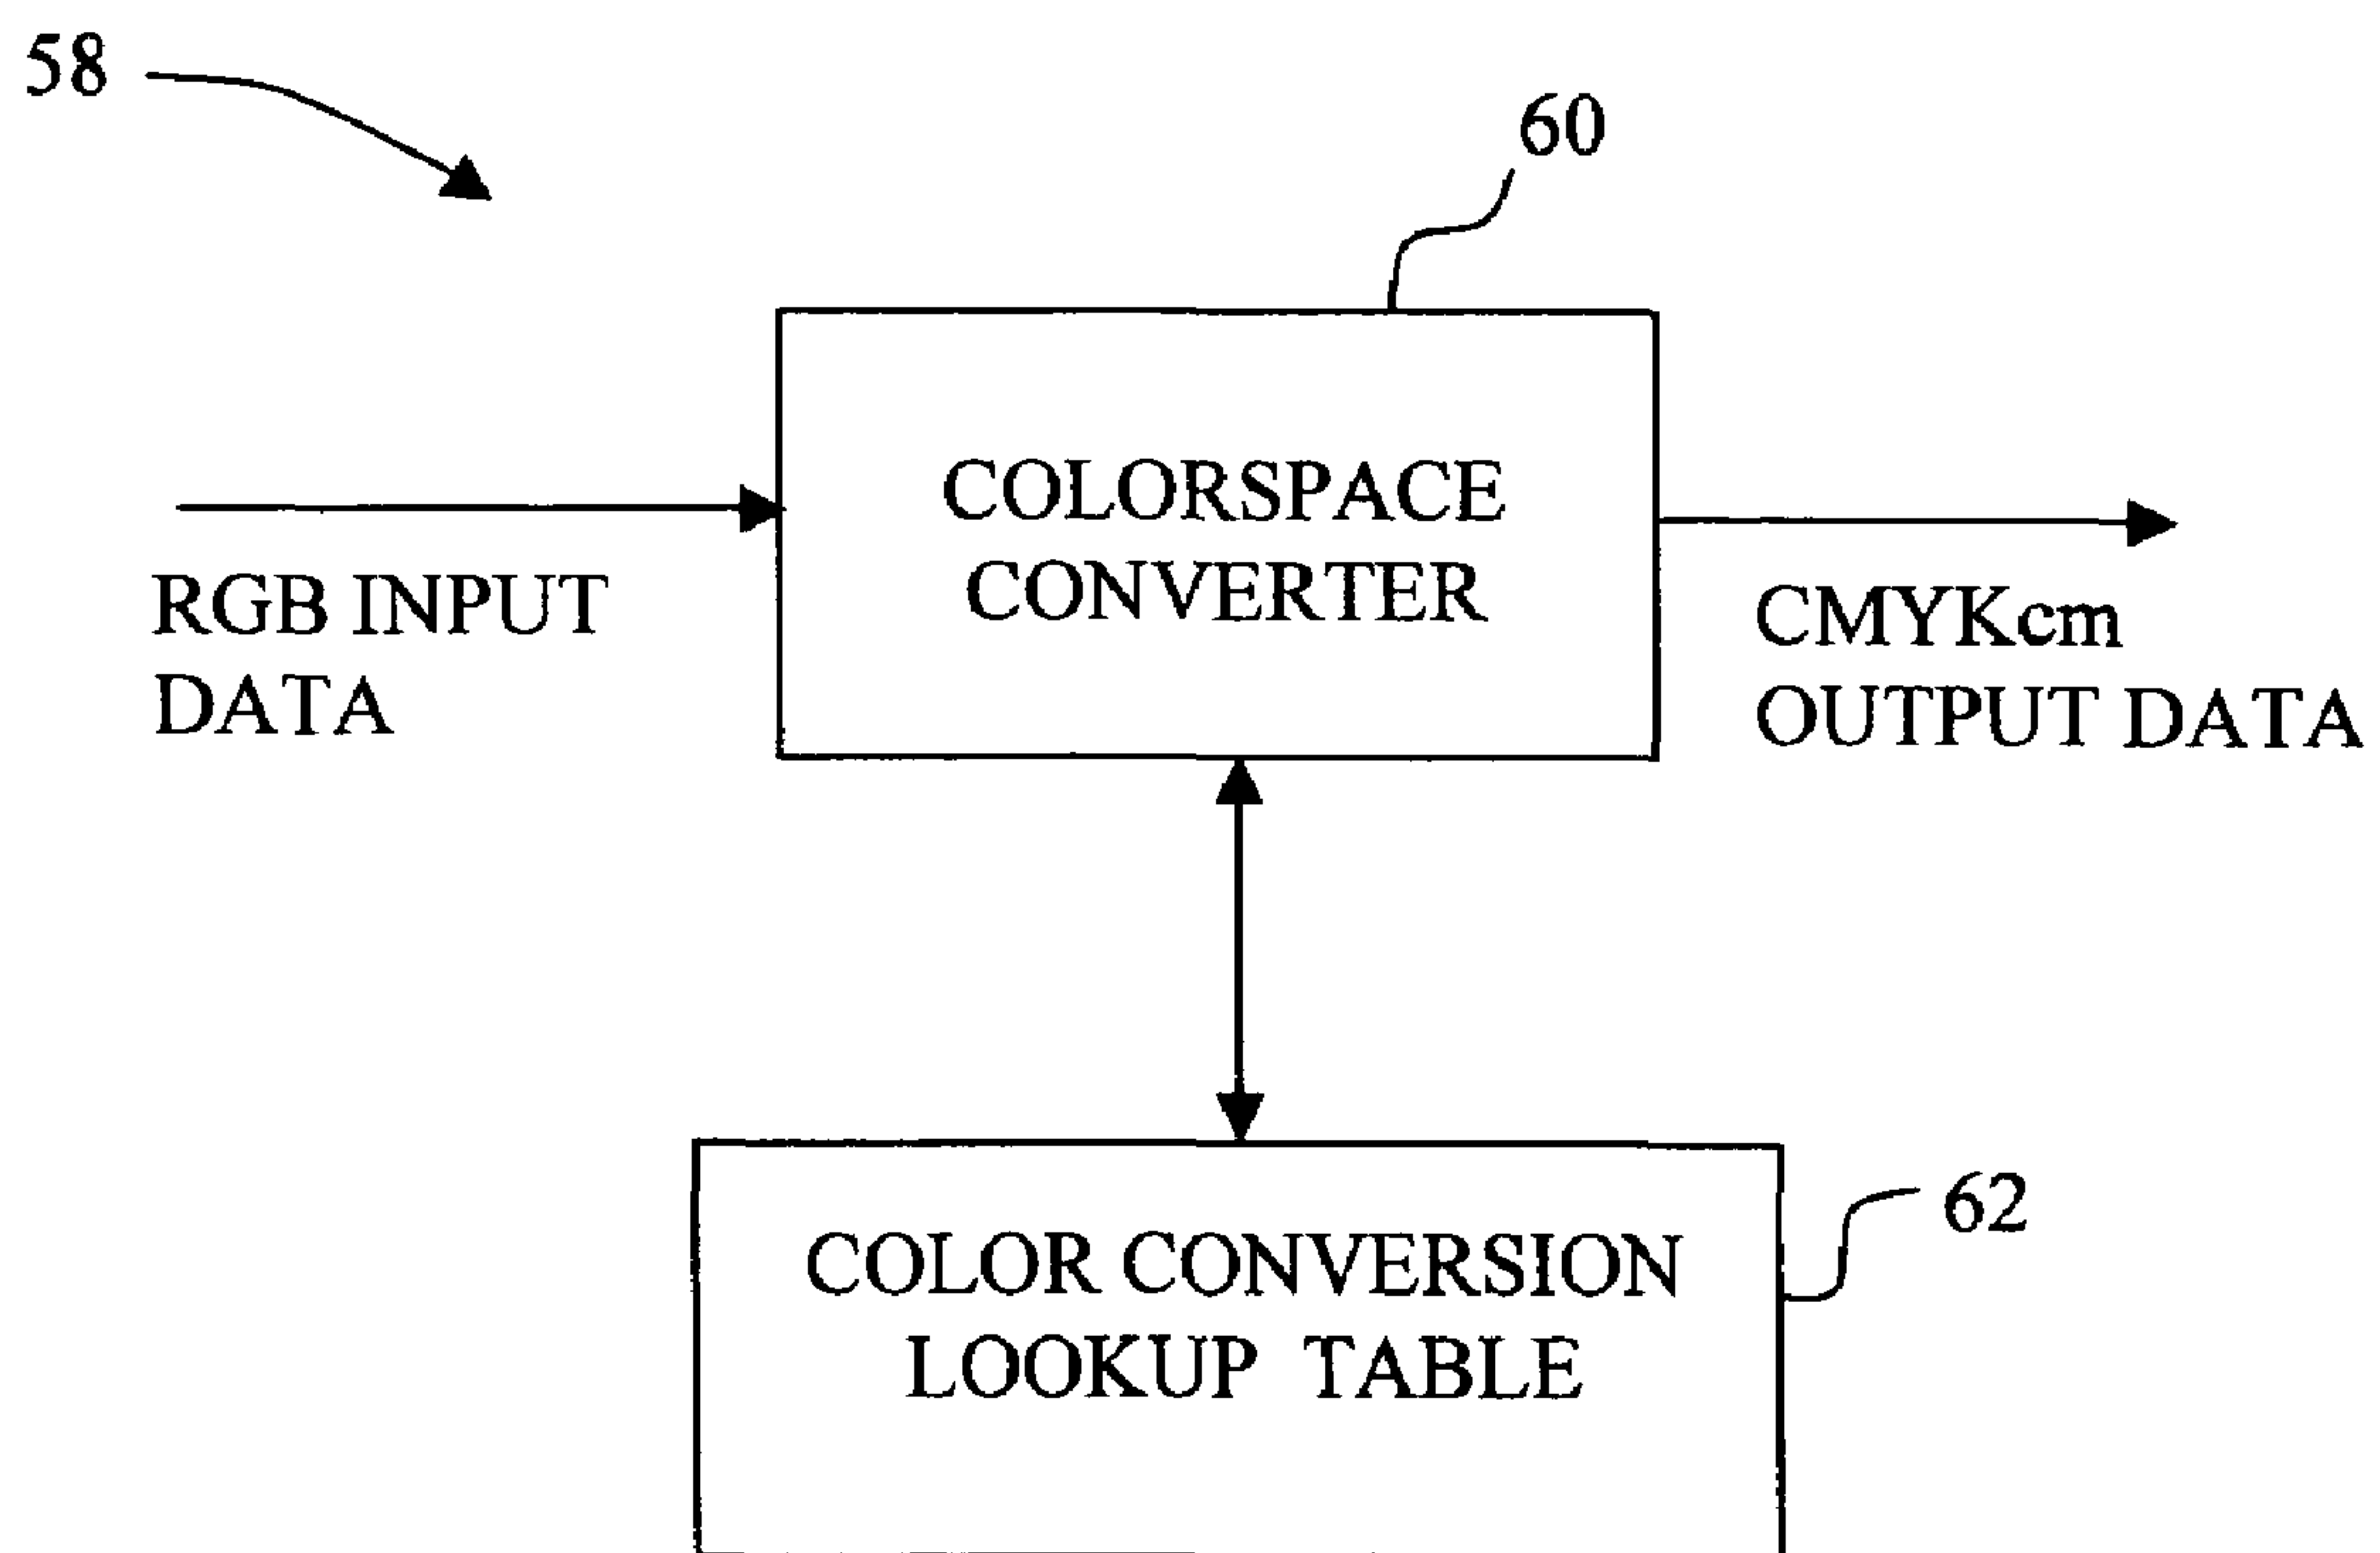 58
60
COLORSPACE
CONVERTER
RGB INPUT
DATA
CMYKcm
OUTPUT DATA
COLOR CONVERSION
LOOKUP TABLE
62